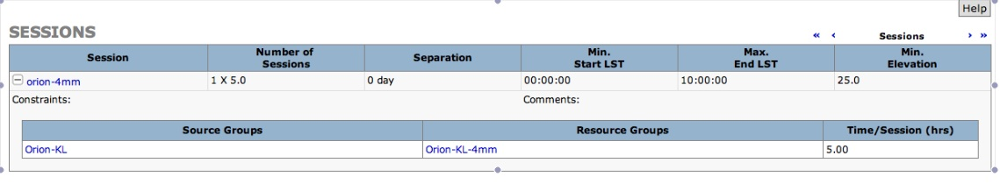 Help
SESSIONS
« ‹ Sessions › »
Session Number of Sessions Separation Min. Start LST Max. End LST Min. Elevation
orion-4mm 1 X 5.0 0 day 00:00:00 10:00:00 25.0
Constraints: Comments:
Source Groups Resource Groups Time/Session (hrs)
Orion-KL Orion-KL-4mm 5.00